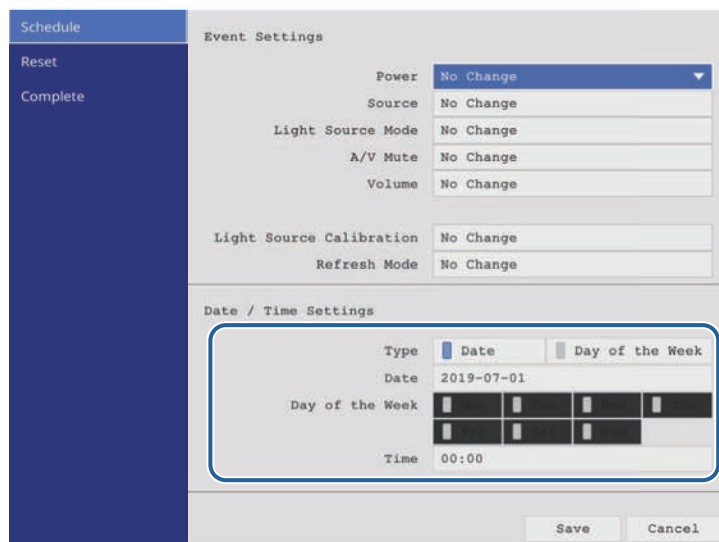 Schedule
Reset
Complete
Event Settings
Power No Change
Source No Change
Light Source Mode No Change
A/V Mute No Change
Volume No Change
Light Source Calibration No Change
Refresh Mode No Change
Date / Time Settings
Type Date Day of the Week
Date 2019-07-01
Day of the Week
Time 00:00
Save Cancel